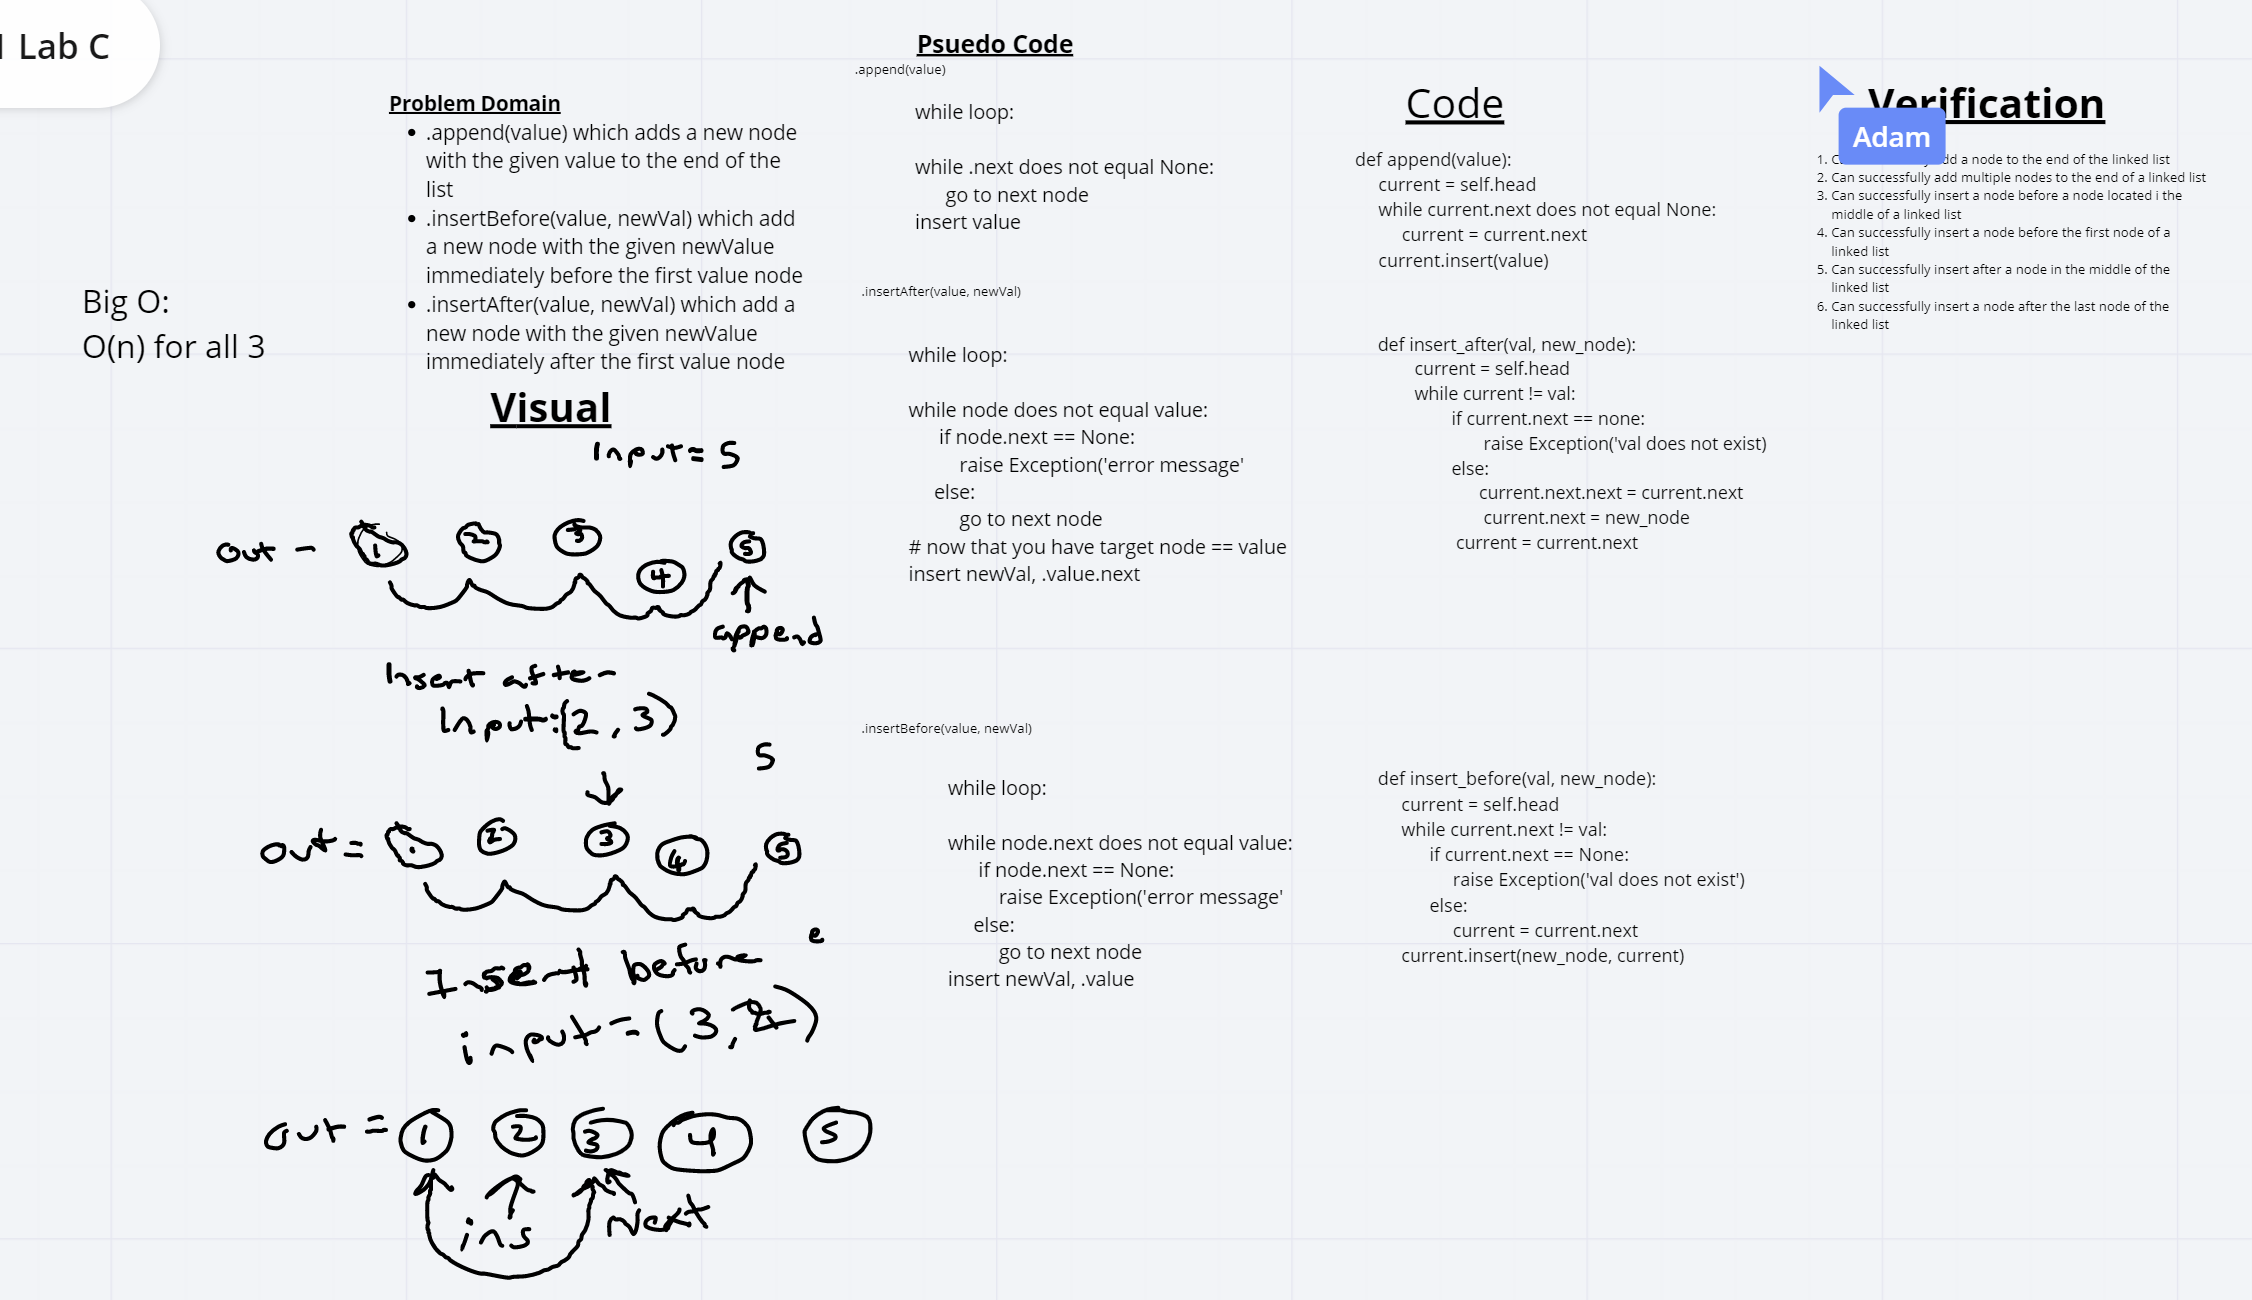 Lab C
Big O:
O(n) for all 3
Problem Domain
• .append(value) which adds a new node
with the given value to the end of the
list
• .insertBefore(value, newVal) which add
a new node with the given newValue
immediately before the first value node
• .insertAfter(value, newVal) which add a
new node with the given newValue
immediately after the first value node
Visual
Input = 5
out - 1 2 3 4 5
append
Insert after
Input:(2, 3)
5
out = 2 3 4 5
Insert before
e
input = (3, 2)
out = 1 2 3 4 5
ins Next
Psuedo Code
.append(value)
while loop:
while .next does not equal None:
go to next node
insert value
.insertAfter(value, newVal)
while loop:
while node does not equal value:
if node.next == None:
raise Exception('error message'
else:
go to next node
# now that you have target node == value
insert newVal, .value.next
.insertBefore(value, newVal)
while loop:
while node.next does not equal value:
if node.next == None:
raise Exception('error message'
else:
go to next node
insert newVal, .value
Code
def append(value):
current = self.head
while current.next does not equal None:
current = current.next
current.insert(value)
def insert_after(val, new_node):
current = self.head
while current != val:
if current.next == none:
raise Exception('val does not exist)
else:
current.next.next = current.next
current.next = new_node
current = current.next
def insert_before(val, new_node):
current = self.head
while current.next != val:
if current.next == None:
raise Exception('val does not exist')
else:
current = current.next
current.insert(new_node, current)
Verification
Adam
1. a node to the end of the linked list
2. Can successfully add multiple nodes to the end of a linked list
3. Can successfully insert a node before a node located i the
middle of a linked list
4. Can successfully insert a node before the first node of a
linked list
5. Can successfully insert after a node in the middle of the
linked list
6. Can successfully insert a node after the last node of the
linked list